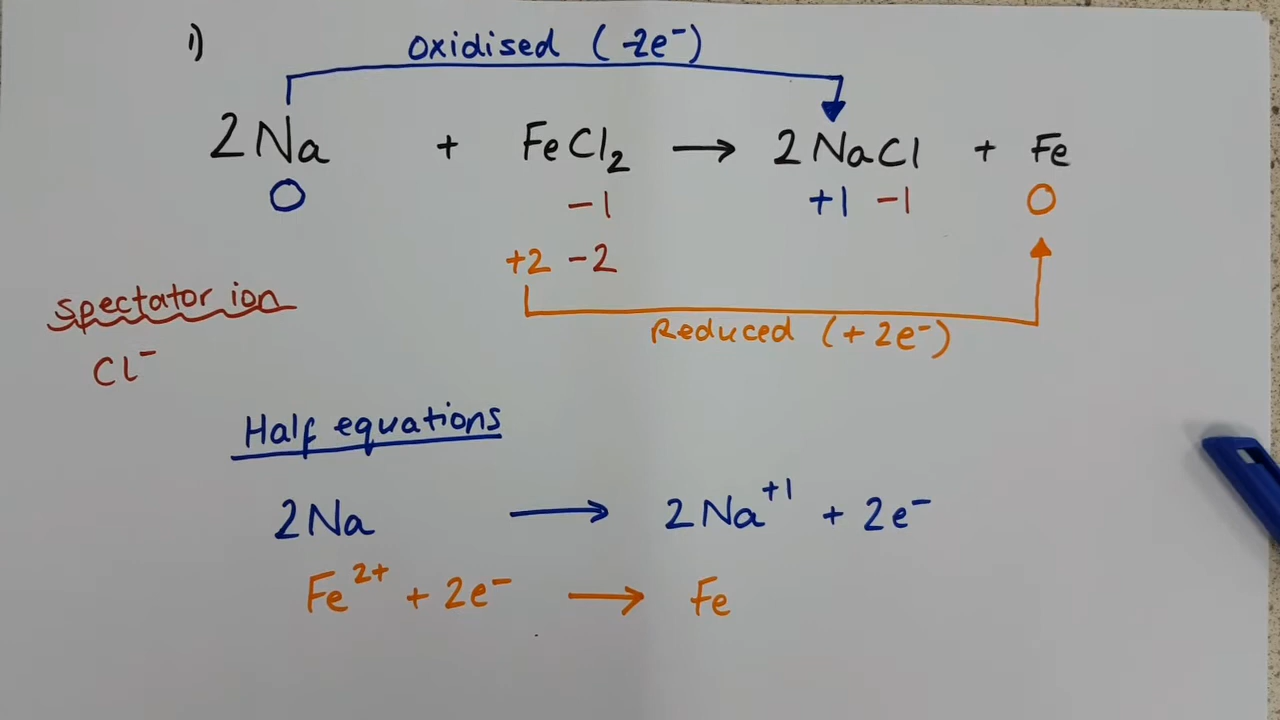 1)
Oxidised (-2e⁻)
2Na + FeCl₂ → 2NaCl + Fe
0 -1 +1 -1 0
+2 -2
Reduced (+2e⁻)
Spectator ion
Cl⁻
Half equations
2Na → 2Na⁺¹ + 2e⁻
Fe²⁺ + 2e⁻ → Fe